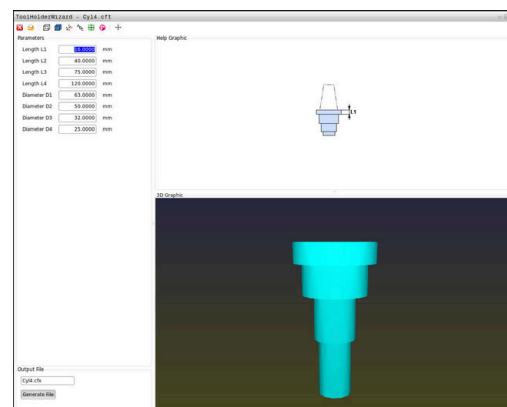 ToolHolderWizard - Cyl4.cft
Parameters
Length L1 mm
Length L2 40.0000 mm
Length L3 75.0000 mm
Length L4 120.0000 mm
Diameter D1 63.0000 mm
Diameter D2 50.0000 mm
Diameter D3 32.0000 mm
Diameter D4 25.0000 mm
Help Graphic
L1
3D Graphic
Output File
Cyl4.cfx
Generate File